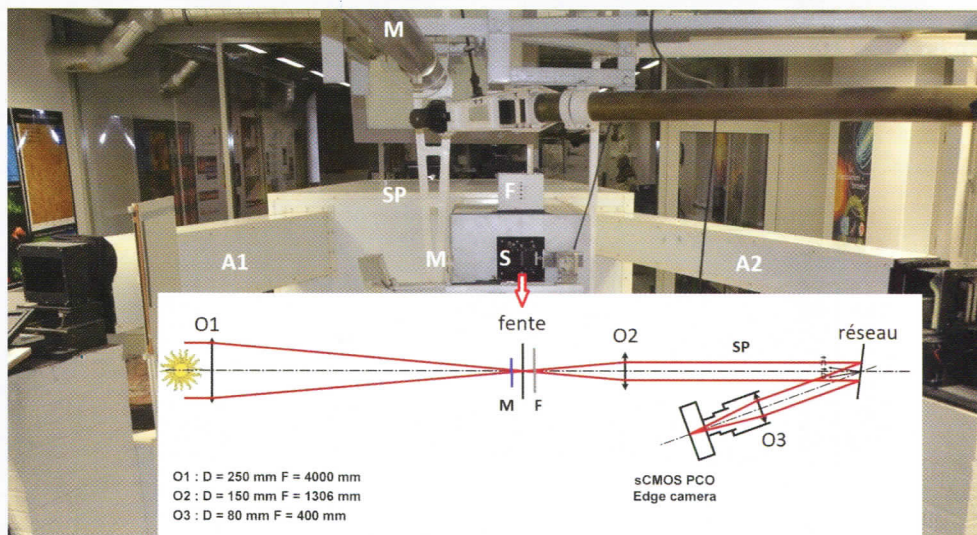 M
SP
F
A1
M
S
A2
fente
O1
O2
SP
réseau
M
F
O3
O1 : D = 250 mm F = 4000 mm
O2 : D = 150 mm F = 1306 mm
O3 : D = 80 mm F = 400 mm
sCMOS PCO
Edge camera